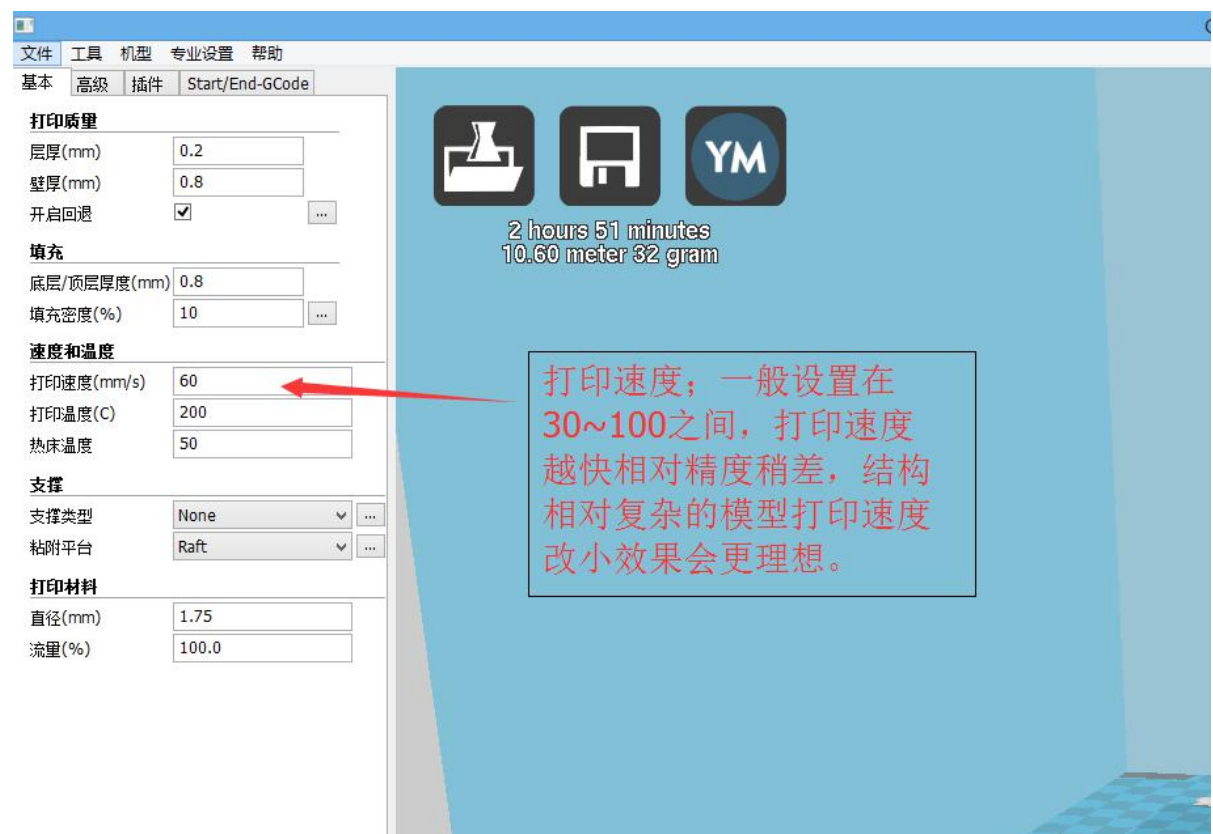 文件 工具 机型 专业设置 帮助
基本 高级 插件 Start/End-GCode
打印质量
层厚(mm) 0.2
壁厚(mm) 0.8
开启回退 ...
填充
底层/顶层厚度(mm) 0.8
填充密度(%) 10 ...
速度和温度
打印速度(mm/s) 60
打印温度(C) 200
热床温度 50
支撑
支撑类型 None ...
粘附平台 Raft ...
打印材料
直径(mm) 1.75
流量(%) 100.0
YM
2 hours 51 minutes
10.60 meter 32 gram
打印速度；一般设置在
30~100之间，打印速度
越快相对精度稍差，结构
相对复杂的模型打印速度
改小效果会更理想。